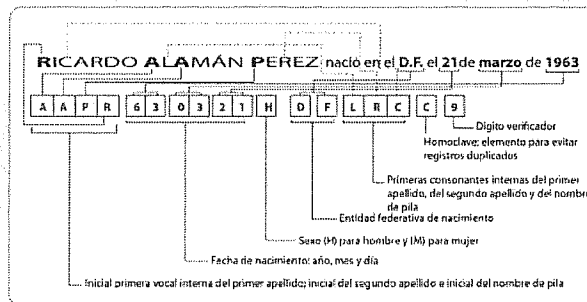 RICARDO ALAMÁN PEREZ nació en el D.F. el 21 de marzo de 1963
A A P R 6 3 0 3 2 1 H D F L R C C 9
Digito verificador
Homoclave; elemento para evitar
registros duplicados
Primeras consonantes internas del primer
apellido, del segundo apellido y del nombre
de pila
Entidad federativa de nacimiento
Sexo (H) para hombre y (M) para mujer
Fecha de nacimiento: año, mes y día
Inicial primera vocal interna del primer apellido; inicial del segundo apellido e inicial del nombre de pila